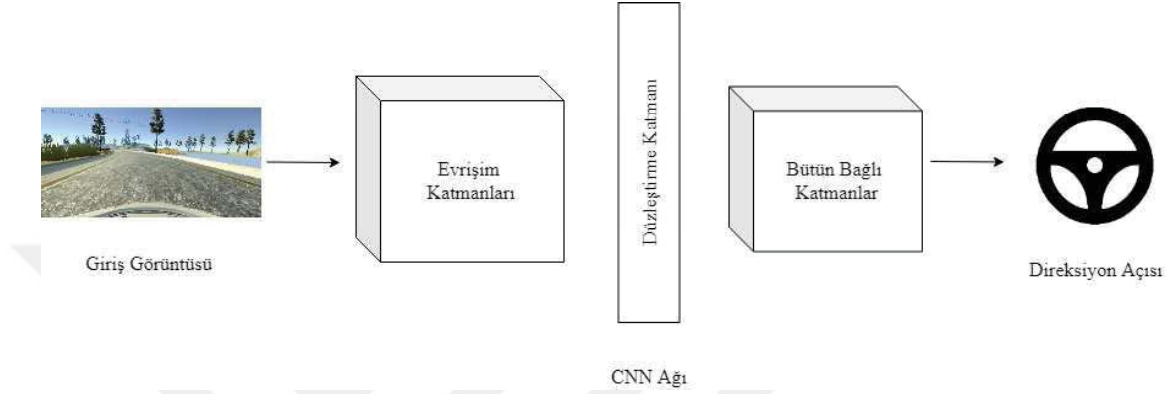 Giriş Görüntüsü
Evrişim
Katmanları
Düzleştirme Katmanı
Bütün Bağlı
Katmanlar
Direksiyon Açısı
CNN Ağı